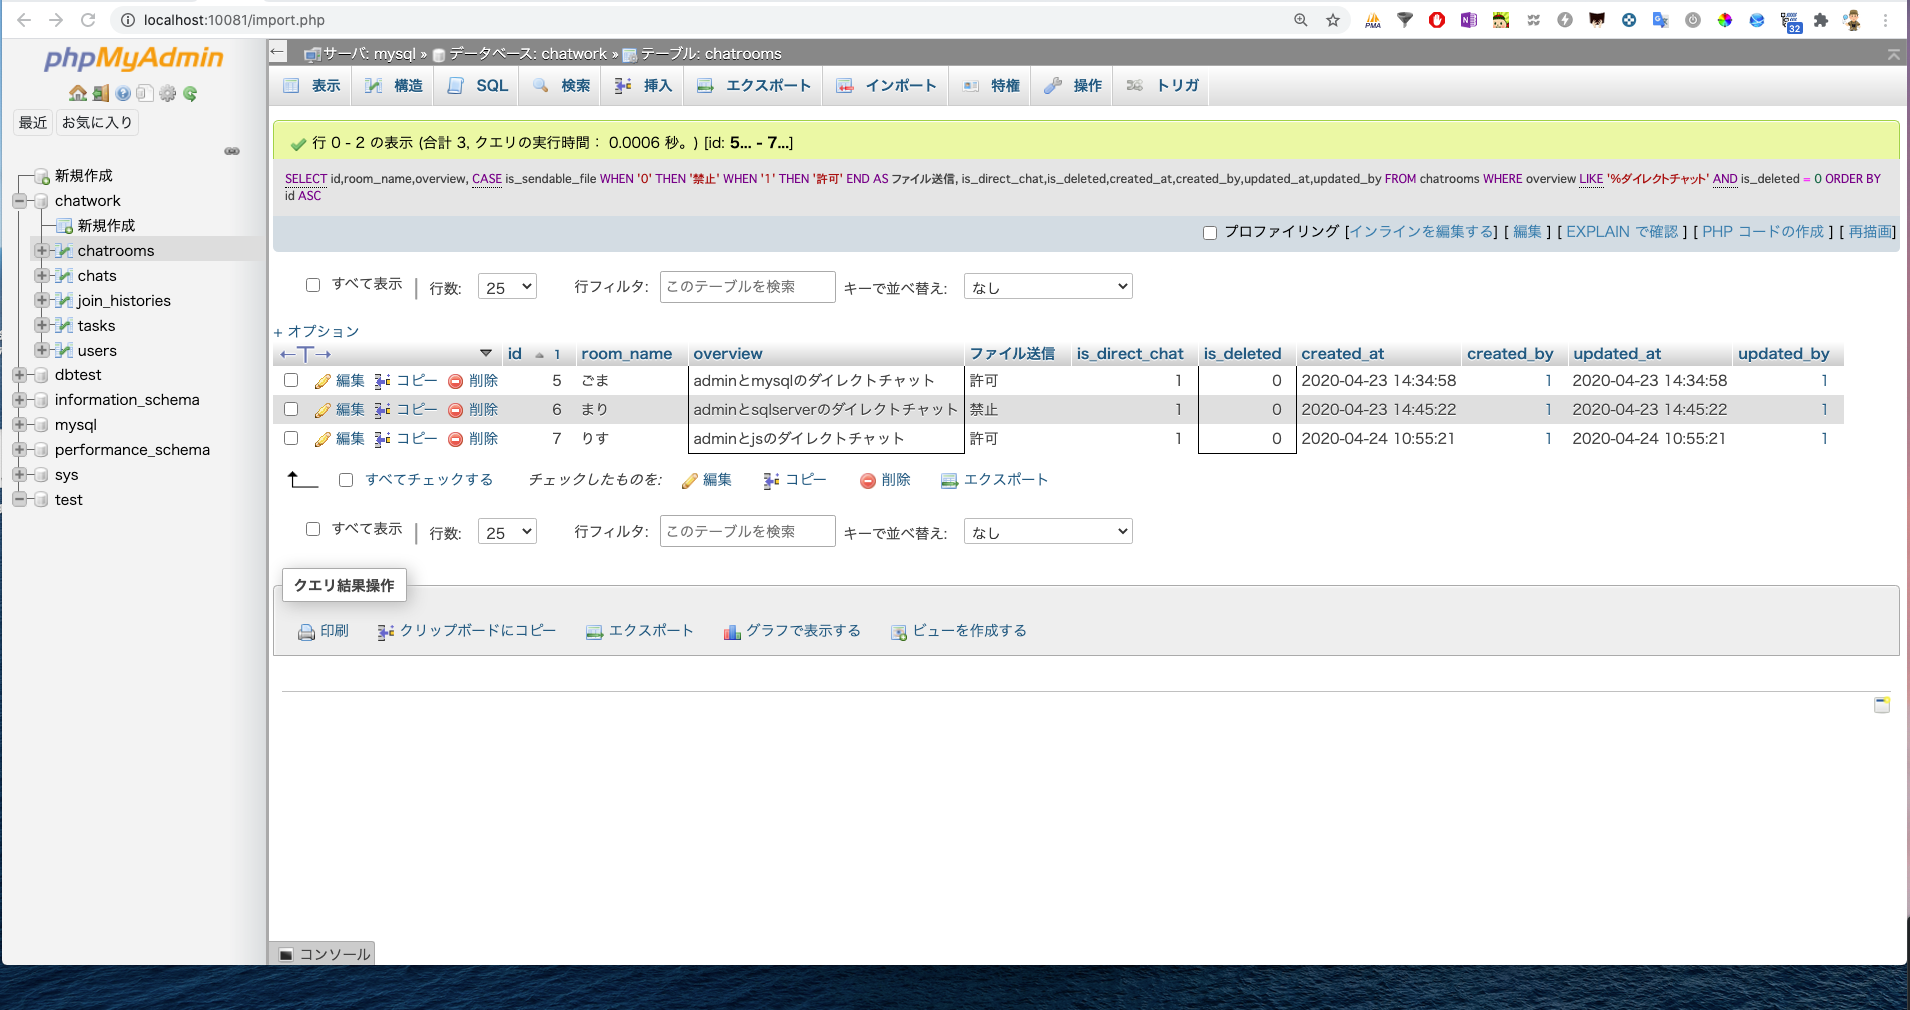 localhost:10081/import.php
PMA
32
phpMyAdmin
最近 お気に入り
新規作成
chatwork
新規作成
chatrooms
chats
join_histories
tasks
users
dbtest
information_schema
mysql
performance_schema
sys
test
サーバ: mysql » データベース: chatwork » テーブル: chatrooms
表示 構造 SQL 検索 挿入 エクスポート インポート 特権 操作 トリガ
行 0 - 2 の表示 (合計 3, クエリの実行時間： 0.0006 秒。) [id: 5... - 7...]
SELECT id,room_name,overview, CASE is_sendable_file WHEN '0' THEN '禁止' WHEN '1' THEN '許可' END AS ファイル送信, is_direct_chat,is_deleted,created_at,created_by,updated_at,updated_by FROM chatrooms WHERE overview LIKE '%ダイレクトチャット' AND is_deleted = 0 ORDER BY
id ASC
プロファイリング [インラインを編集する] [ 編集 ] [ EXPLAIN で確認 ] [ PHP コードの作成 ] [ 再描画]
すべて表示 | 行数: 25 行フィルタ: このテーブルを検索 キーで並べ替え: なし
+ オプション
←T→ id 1 room_name overview ファイル送信 is_direct_chat is_deleted created_at created_by updated_at updated_by
編集 コピー 削除 5 ごま adminとmysqlのダイレクトチャット 許可 1 0 2020-04-23 14:34:58 1 2020-04-23 14:34:58 1
編集 コピー 削除 6 まり adminとsqlserverのダイレクトチャット 禁止 1 0 2020-04-23 14:45:22 1 2020-04-23 14:45:22 1
編集 コピー 削除 7 りす adminとjsのダイレクトチャット 許可 1 0 2020-04-24 10:55:21 1 2020-04-24 10:55:21 1
すべてチェックする チェックしたものを: 編集 コピー 削除 エクスポート
すべて表示 | 行数: 25 行フィルタ: このテーブルを検索 キーで並べ替え: なし
クエリ結果操作
印刷 クリップボードにコピー エクスポート グラフで表示する ビューを作成する
コンソール